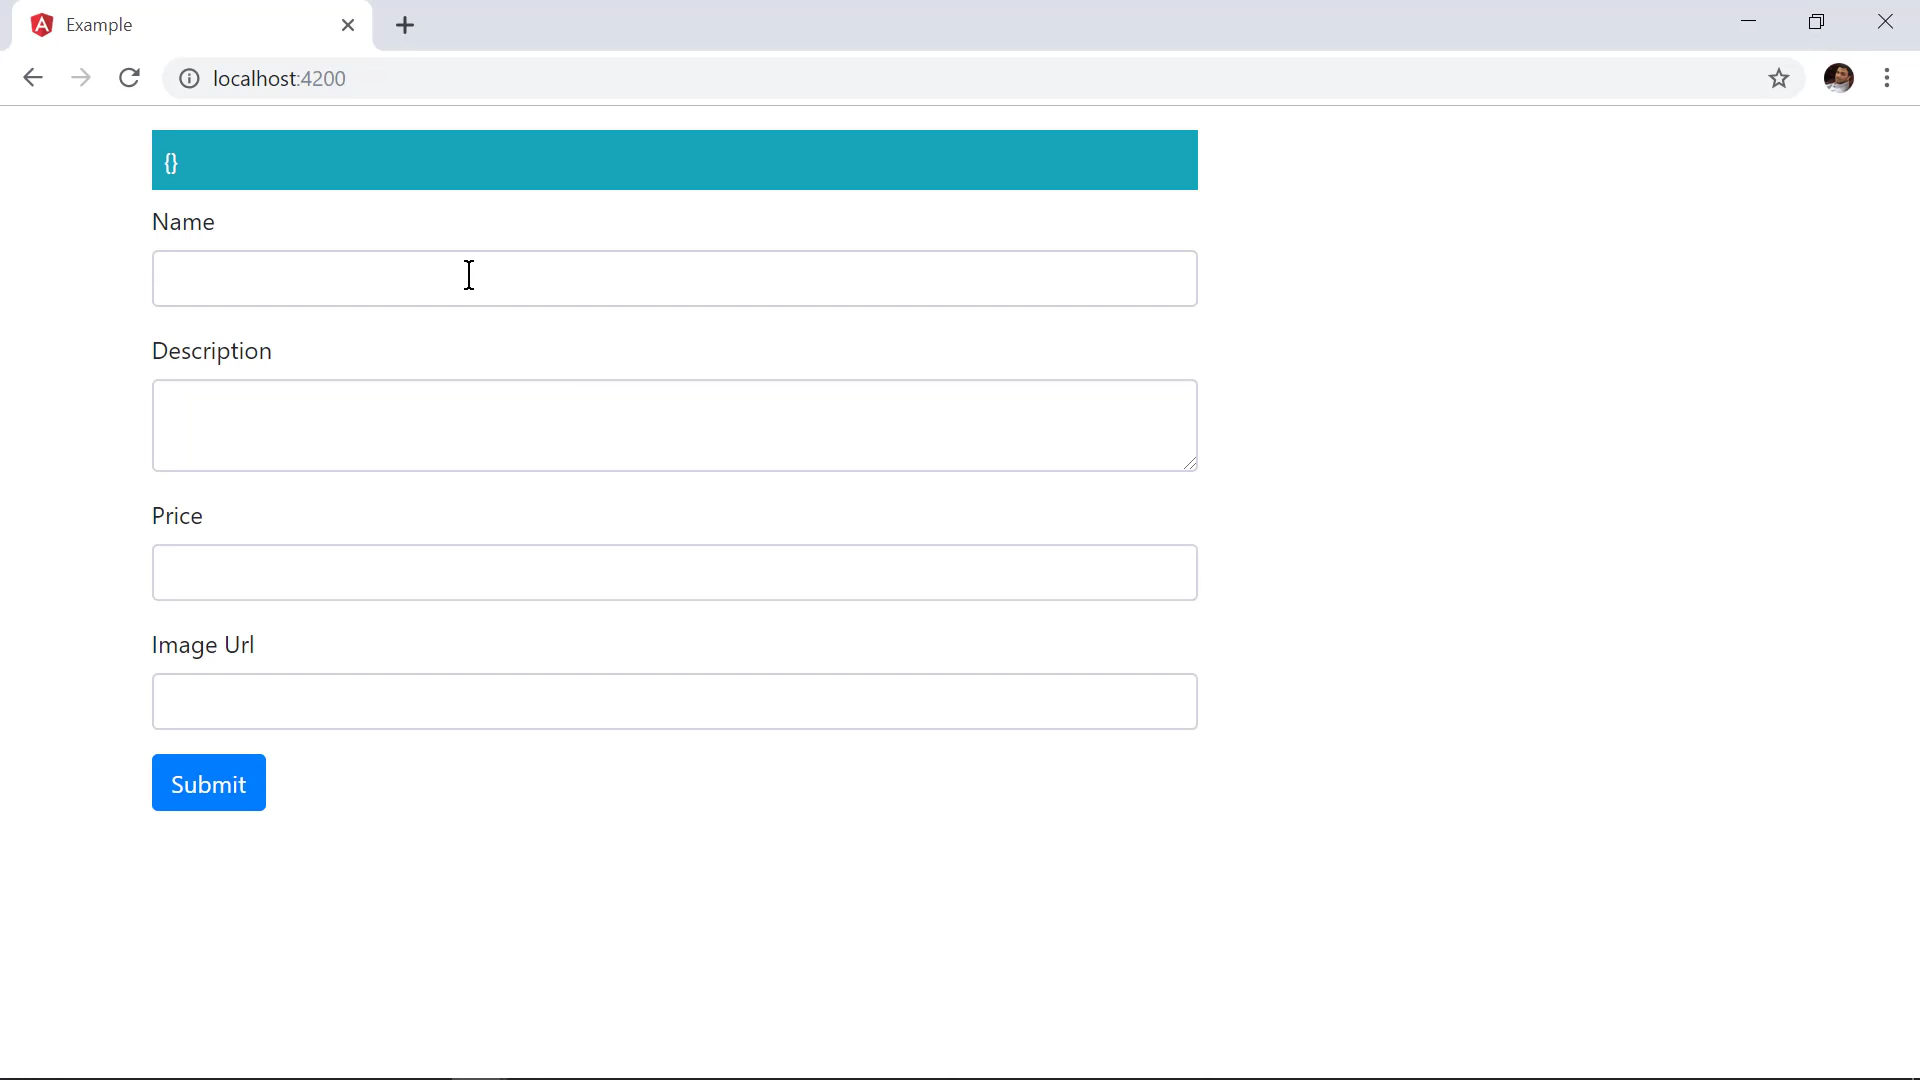 Example
localhost:4200
{}
Name
Description
Price
Image Url
Submit